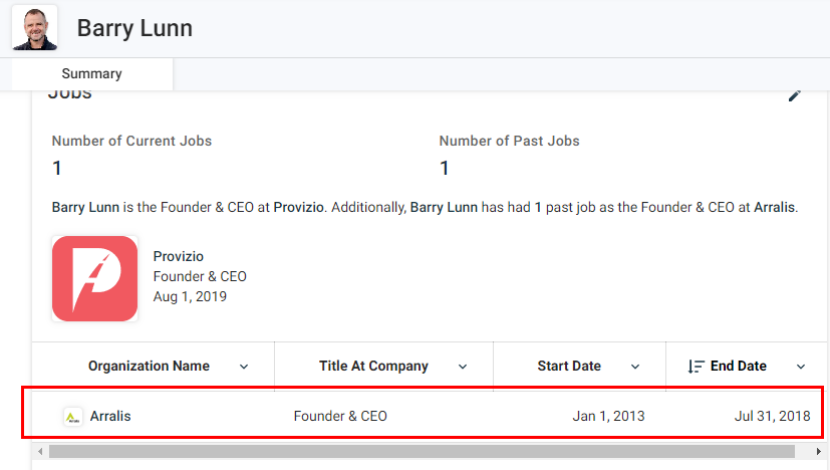 Barry Lunn
Summary
Jobs
Number of Current Jobs
Number of Past Jobs
1
1
Barry Lunn is the Founder & CEO at Provizio. Additionally, Barry Lunn has had 1 past job as the Founder & CEO at Arralis.
Provizio
Founder & CEO
Aug 1, 2019
Organization Name Title At Company Start Date End Date
Arralis Founder & CEO Jan 1, 2013 Jul 31, 2018